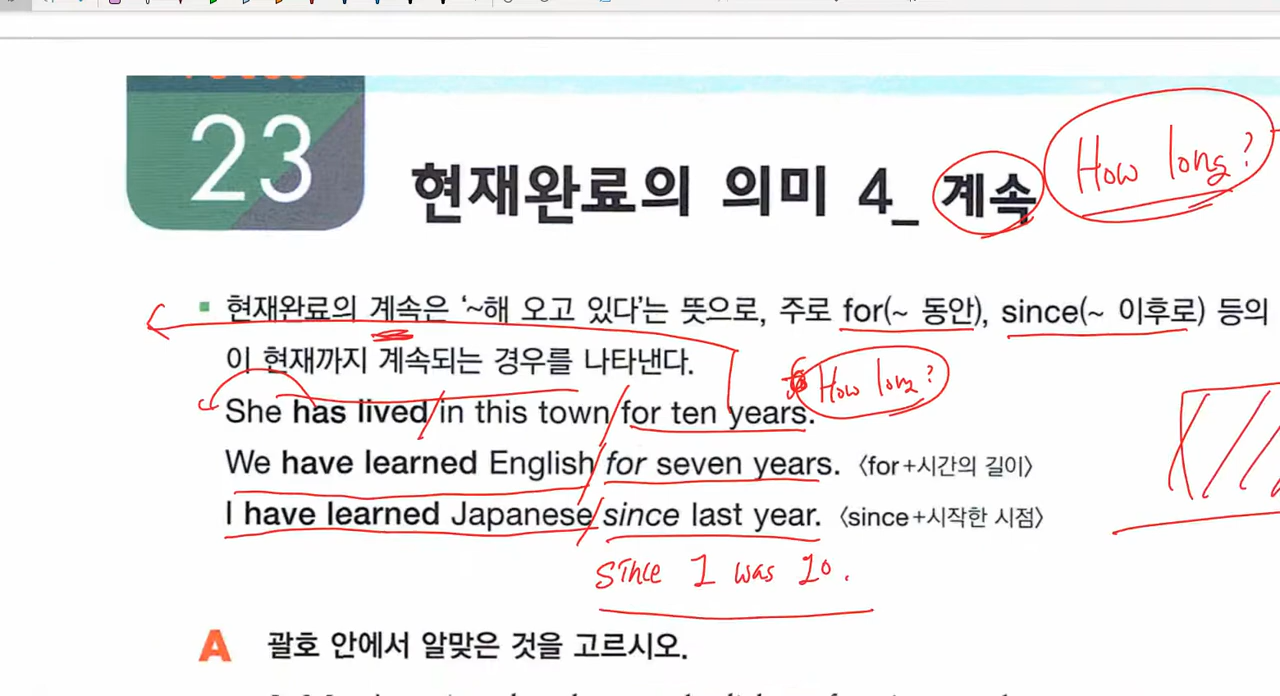 23
현재완료의 의미 4_ 계속
How long?
현재완료의 계속은 ‘~해 오고 있다’는 뜻으로, 주로 for(~ 동안), since(~ 이후로) 등의
이 현재까지 계속되는 경우를 나타낸다.
How long?
She has lived in this town for ten years.
We have learned English for seven years. 〈for+시간의 길이〉
I have learned Japanese since last year. 〈since+시작한 시점〉
since I was 10.
A 괄호 안에서 알맞은 것을 고르시오.